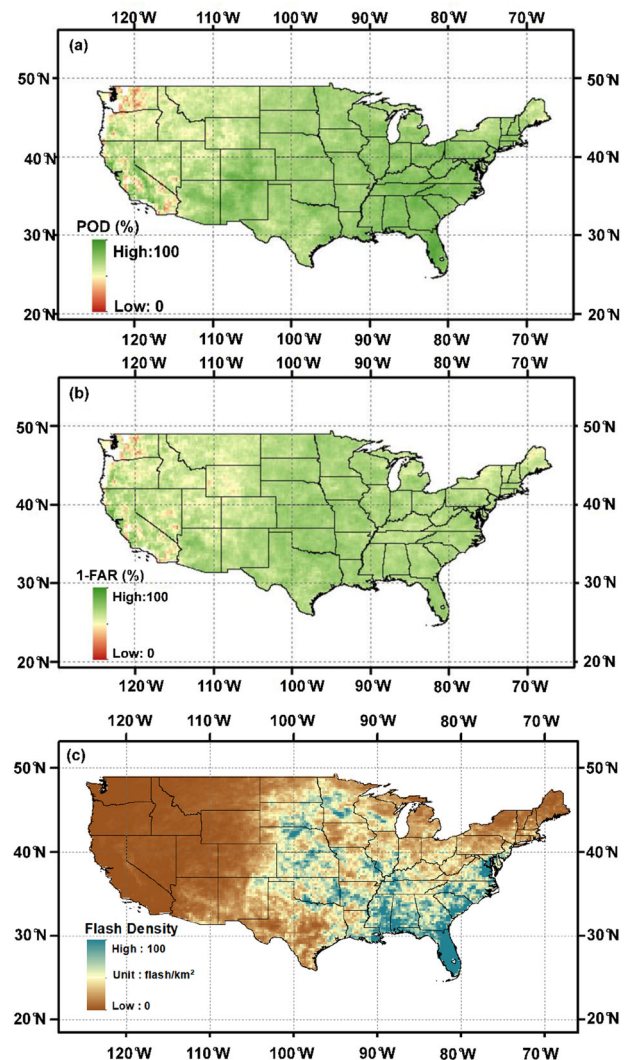 120°W 110°W 100°W 90°W 80°W 70°W
(a)
50°N 50°N
40°N 40°N
30°N 30°N
20°N 20°N
POD (%)
High:100
Low: 0
120°W 110°W 100°W 90°W 80°W 70°W
120°W 110°W 100°W 90°W 80°W 70°W
(b)
50°N 50°N
40°N 40°N
30°N 30°N
20°N 20°N
1-FAR (%)
High:100
Low: 0
120°W 110°W 100°W 90°W 80°W 70°W
120°W 110°W 100°W 90°W 80°W 70°W
(c)
50°N 50°N
40°N 40°N
30°N 30°N
20°N 20°N
Flash Density
High : 100
Unit : flash/km²
Low : 0
120°W 110°W 100°W 90°W 80°W 70°W